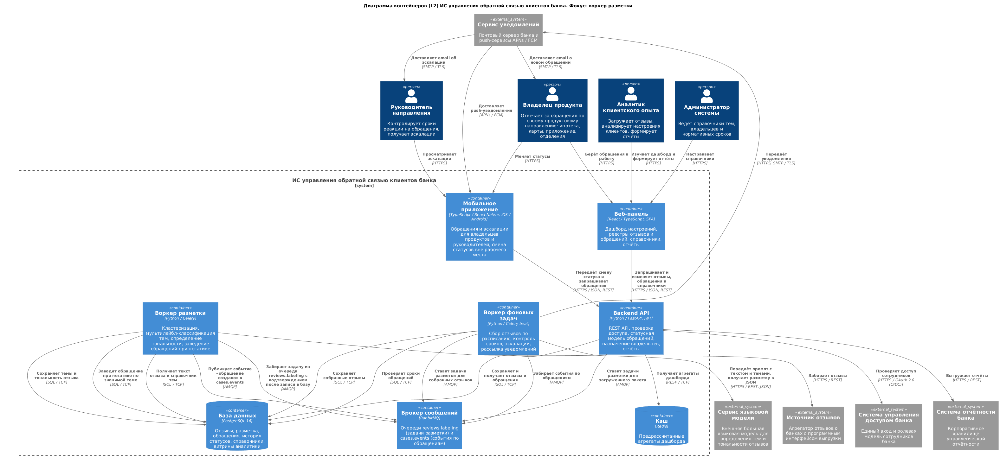 Диаграмма контейнеров (L2) ИС управления обратной связью клиентов банка. Фокус: воркер разметки
«external_system»
Сервис уведомлений
Почтовый сервер банка и
push-сервисы APNs / FCM
Доставляет email об
эскалации
[SMTP / TLS]
Доставляет email о
новом обращении
[SMTP / TLS]
«person»
Руководитель
направления
Контролирует сроки
реакции на обращения,
получает эскалации
Доставляет
push-уведомления
[APNs / FCM]
«person»
Владелец продукта
Отвечает за обращения по
своему продуктовому
направлению: ипотека,
карты, приложение,
отделения
«person»
Аналитик
клиентского опыта
Загружает отзывы,
анализирует настроения
клиентов, формирует
отчёты
«person»
Администратор
системы
Ведёт справочники тем,
владельцев и
нормативных сроков
Просматривает
эскалации
[HTTPS]
Меняет статусы
[HTTPS]
Берёт обращения в
работу
[HTTPS]
Изучает дашборд и
формирует отчёты
[HTTPS]
Настраивает
справочники
[HTTPS]
Передаёт
уведомления
[HTTPS, SMTP / TLS]
ИС управления обратной связью клиентов банка
[system]
«container»
Мобильное
приложение
[TypeScript / React Native, iOS /
Android]
Обращения и эскалации
для владельцев
продуктов и
руководителей, смена
статусов вне рабочего
места
«container»
Веб-панель
[React / TypeScript, SPA]
Дашборд настроений,
реестры отзывов и
обращений, справочники,
отчёты
Передаёт смену
статуса и
запрашивает
обращения
[HTTPS / JSON, REST]
Запрашивает и
изменяет отзывы,
обращения и
справочники
[HTTPS / JSON, REST]
«container»
Воркер разметки
[Python / Celery]
Кластеризация,
мультилейбл-классификация
тем, определение
тональности, заведение
обращений при негативе
«container»
Воркер фоновых
задач
[Python / Celery beat]
Сбор отзывов по
расписанию, контроль
сроков, эскалации,
рассылка уведомлений
«container»
Backend API
[Python / FastAPI, JWT]
REST API, проверка
доступа, статусная
модель обращений,
назначение владельцев,
отчёты
Сохраняет темы и
тональность отзыва
[SQL / TCP]
Заводит обращение
при негативе по
значимой теме
[SQL / TCP]
Получает текст
отзыва и справочник
тем
[SQL / TCP]
Публикует событие
«обращение
создано» в
cases.events
[AMQP]
Забирает задачу из
очереди
reviews.labeling с
подтверждением
после записи в базу
[AMQP]
Сохраняет
собранные отзывы
[SQL / TCP]
Проверяет сроки
обращений
[SQL / TCP]
Ставит задачи
разметки для
собранных отзывов
[AMQP]
Сохраняет и
получает отзывы и
обращения
[SQL / TCP]
Забирает события по
обращениям
[AMQP]
Ставит задачи
разметки для
загруженного пакета
[AMQP]
Получает агрегаты
дашборда
[RESP / TCP]
Передаёт промпт с
текстом и темами,
получает разметку в
JSON
[HTTPS / REST, JSON]
Забирает отзывы
[HTTPS / REST]
Проверяет доступ
сотрудников
[HTTPS / OAuth 2.0
(OIDC)]
Выгружает отчёты
[HTTPS / REST]
«container»
База данных
[PostgreSQL 16]
Отзывы, разметка,
обращения, история
статусов, справочники,
витрины аналитики
«container»
Брокер сообщений
[RabbitMQ]
Очереди reviews.labeling
(задачи разметки) и
cases.events (события по
обращениям)
«container»
Кэш
[Redis]
Предрассчитанные
агрегаты дашборда
«external_system»
Сервис языковой
модели
Внешняя большая
языковая модель для
определения тем и
тональности отзывов
«external_system»
Источник отзывов
Агрегатор отзывов о
банках с программным
интерфейсом выгрузки
«external_system»
Система управления
доступом банка
Единый вход и ролевая
модель сотрудников
банка
«external_system»
Система отчётности
банка
Корпоративное
хранилище
управленческой
отчётности